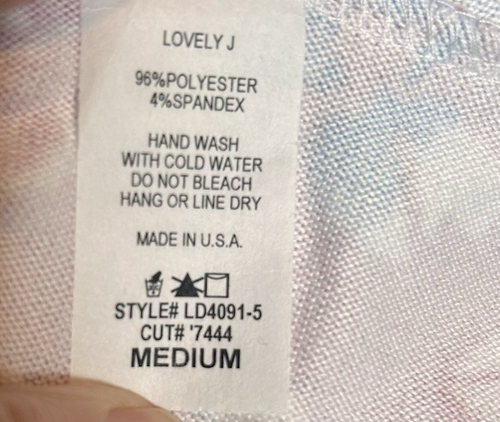 LOVELY J
96%POLYESTER
4%SPANDEX
HAND WASH
WITH COLD WATER
DO NOT BLEACH
HANG OR LINE DRY
MADE IN U.S.A.
STYLE# LD4091-5
CUT# '7444
MEDIUM